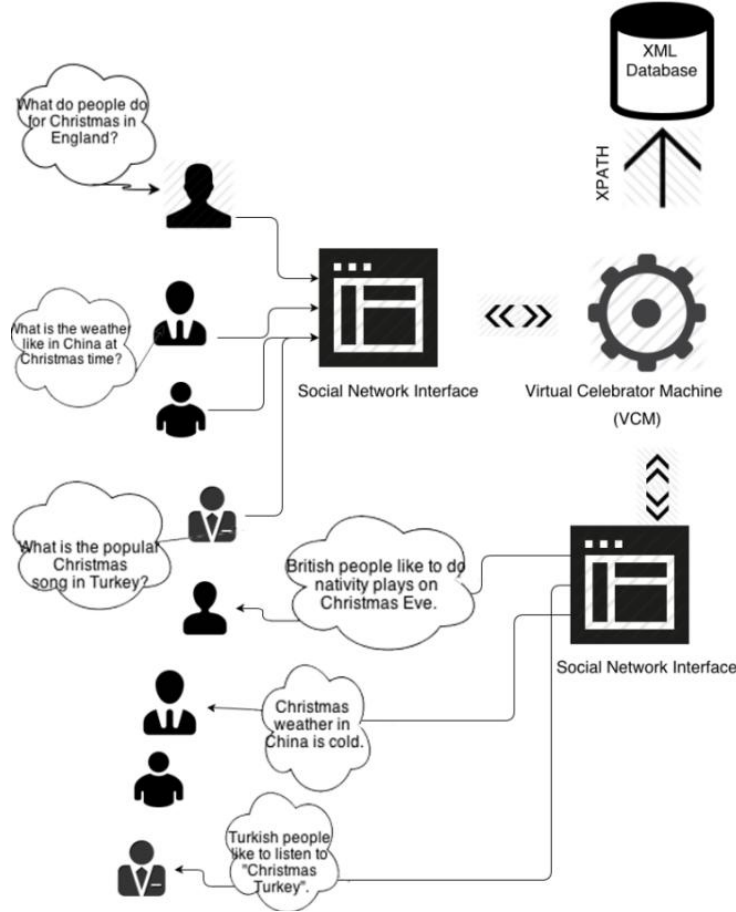 XML
Database
What do people do
for Christmas in
England?
XPATH
What is the weather
like in China at
Christmas time?
Social Network Interface
Virtual Celebrator Machine
(VCM)
What is the popular
Christmas
song in Turkey?
British people like to do
nativity plays on
Christmas Eve.
Social Network Interface
Christmas
weather in
China is cold.
Turkish people
like to listen to
"Christmas
Turkey".